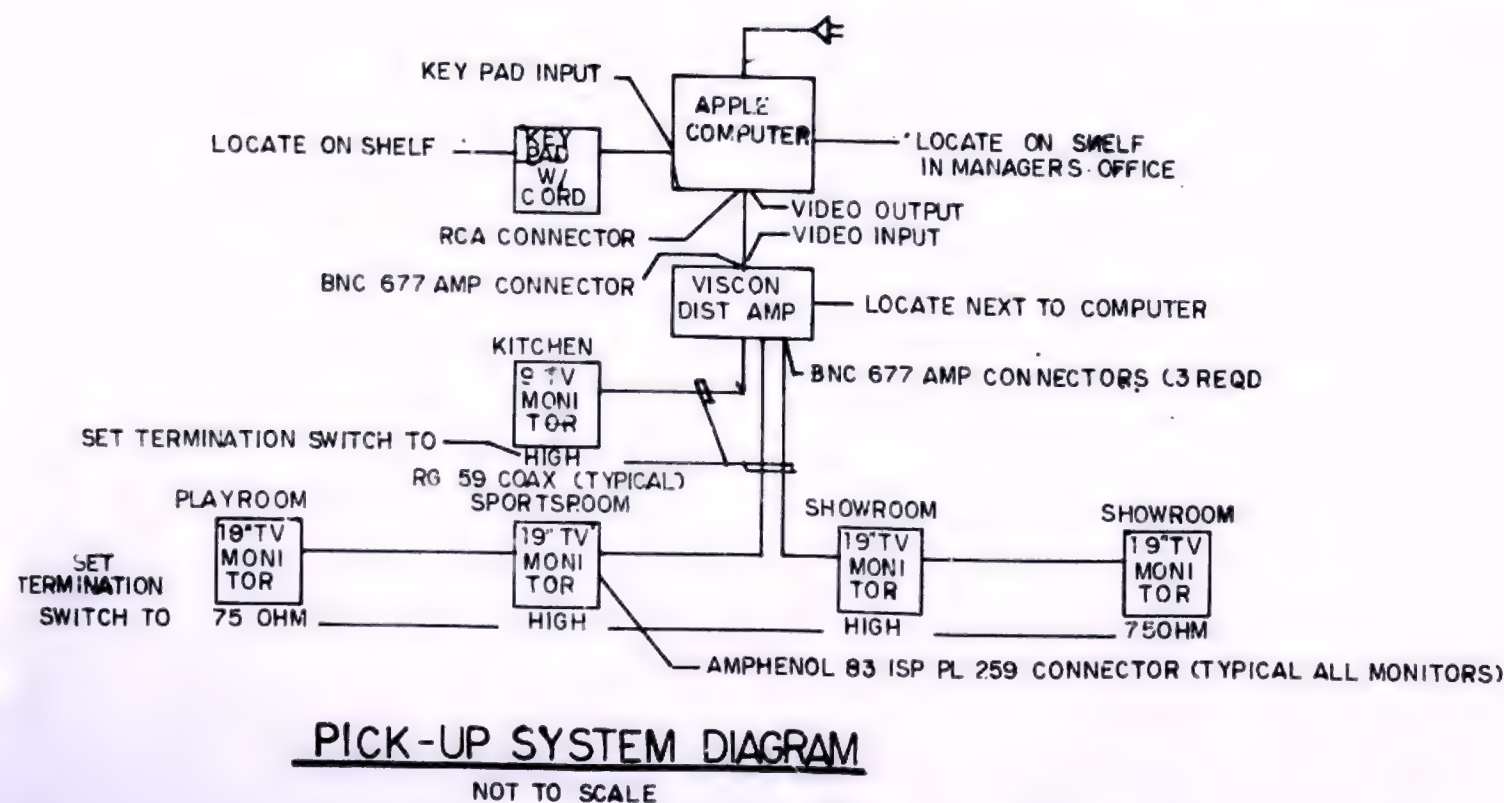 KEY PAD INPUT
APPLE
COMPUTER
LOCATE ON SHELF
KEY
PAD
W/
CORD
LOCATE ON SHELF
IN MANAGERS OFFICE
VIDEO OUTPUT
RCA CONNECTOR
VIDEO INPUT
BNC 677 AMP CONNECTOR
VISCON
DIST AMP
LOCATE NEXT TO COMPUTER
KITCHEN
9 TV
MONI
TOR
BNC 677 AMP CONNECTORS (3 REQD
SET TERMINATION SWITCH TO
HIGH
RG 59 COAX (TYPICAL)
PLAYROOM
SPORTSROOM
SHOWROOM
SHOWROOM
19" TV
MONI
TOR
19" TV
MONI
TOR
19" TV
MONI
TOR
19" TV
MONI
TOR
SET
TERMINATION
SWITCH TO
75 OHM
HIGH
HIGH
75OHM
AMPHENOL 83 ISP PL 259 CONNECTOR (TYPICAL ALL MONITORS)
PICK-UP SYSTEM DIAGRAM
NOT TO SCALE